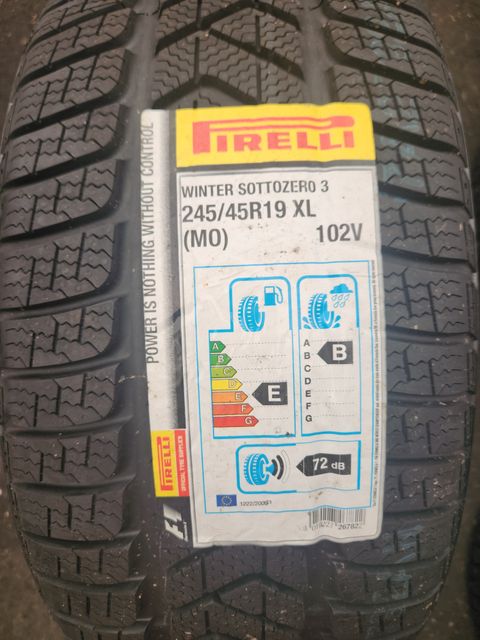 PIRELLI
WINTER SOTTOZERO 3
245/45R19 XL
(MO) 102V
POWER IS NOTHING WITHOUT CONTROL
A
B
C
D
E
F
G
E
A
B
C
D
E
F
G
B
72 dB
1222/2009
PIRELLI